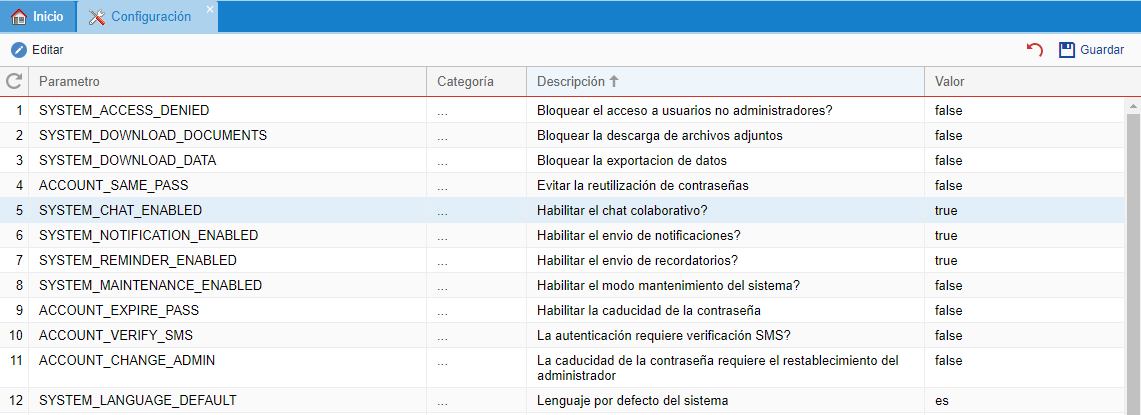 Inicio Configuración ×
Editar Guardar
Parametro Categoría Descripción Valor
1 SYSTEM_ACCESS_DENIED ... Bloquear el acceso a usuarios no administradores? false
2 SYSTEM_DOWNLOAD_DOCUMENTS ... Bloquear la descarga de archivos adjuntos false
3 SYSTEM_DOWNLOAD_DATA ... Bloquear la exportacion de datos false
4 ACCOUNT_SAME_PASS ... Evitar la reutilización de contraseñas false
5 SYSTEM_CHAT_ENABLED ... Habilitar el chat colaborativo? true
6 SYSTEM_NOTIFICATION_ENABLED ... Habilitar el envio de notificaciones? true
7 SYSTEM_REMINDER_ENABLED ... Habilitar el envio de recordatorios? true
8 SYSTEM_MAINTENANCE_ENABLED ... Habilitar el modo mantenimiento del sistema? false
9 ACCOUNT_EXPIRE_PASS ... Habilitar la caducidad de la contraseña false
10 ACCOUNT_VERIFY_SMS ... La autenticación requiere verificación SMS? false
11 ACCOUNT_CHANGE_ADMIN ... La caducidad de la contraseña requiere el restablecimiento del false
administrador
12 SYSTEM_LANGUAGE_DEFAULT ... Lenguaje por defecto del sistema es